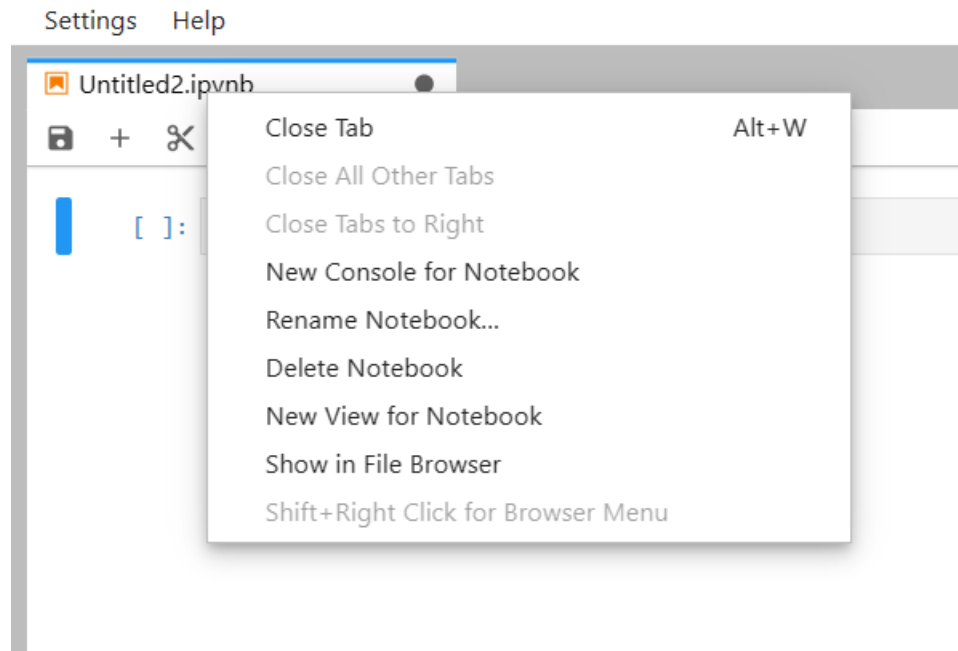 Settings Help
Untitled2.ipynb
Close Tab Alt+W
Close All Other Tabs
Close Tabs to Right
[ ]:
New Console for Notebook
Rename Notebook...
Delete Notebook
New View for Notebook
Show in File Browser
Shift+Right Click for Browser Menu